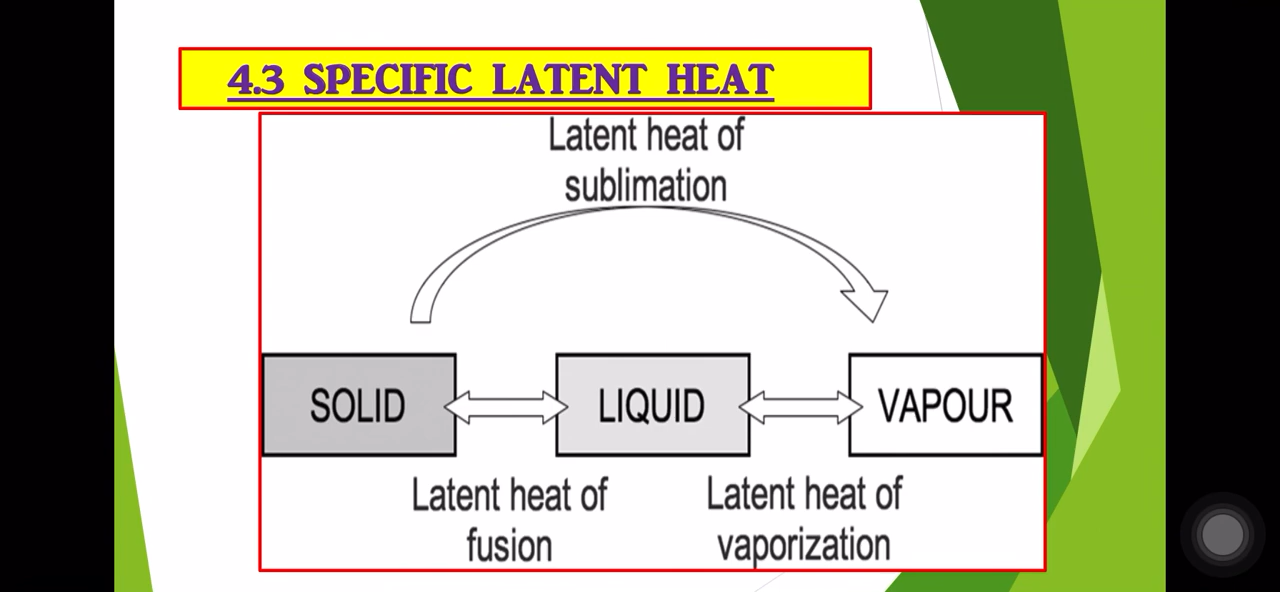 4.3 SPECIFIC LATENT HEAT
Latent heat of
sublimation
SOLID
LIQUID
VAPOUR
Latent heat of
fusion
Latent heat of
vaporization